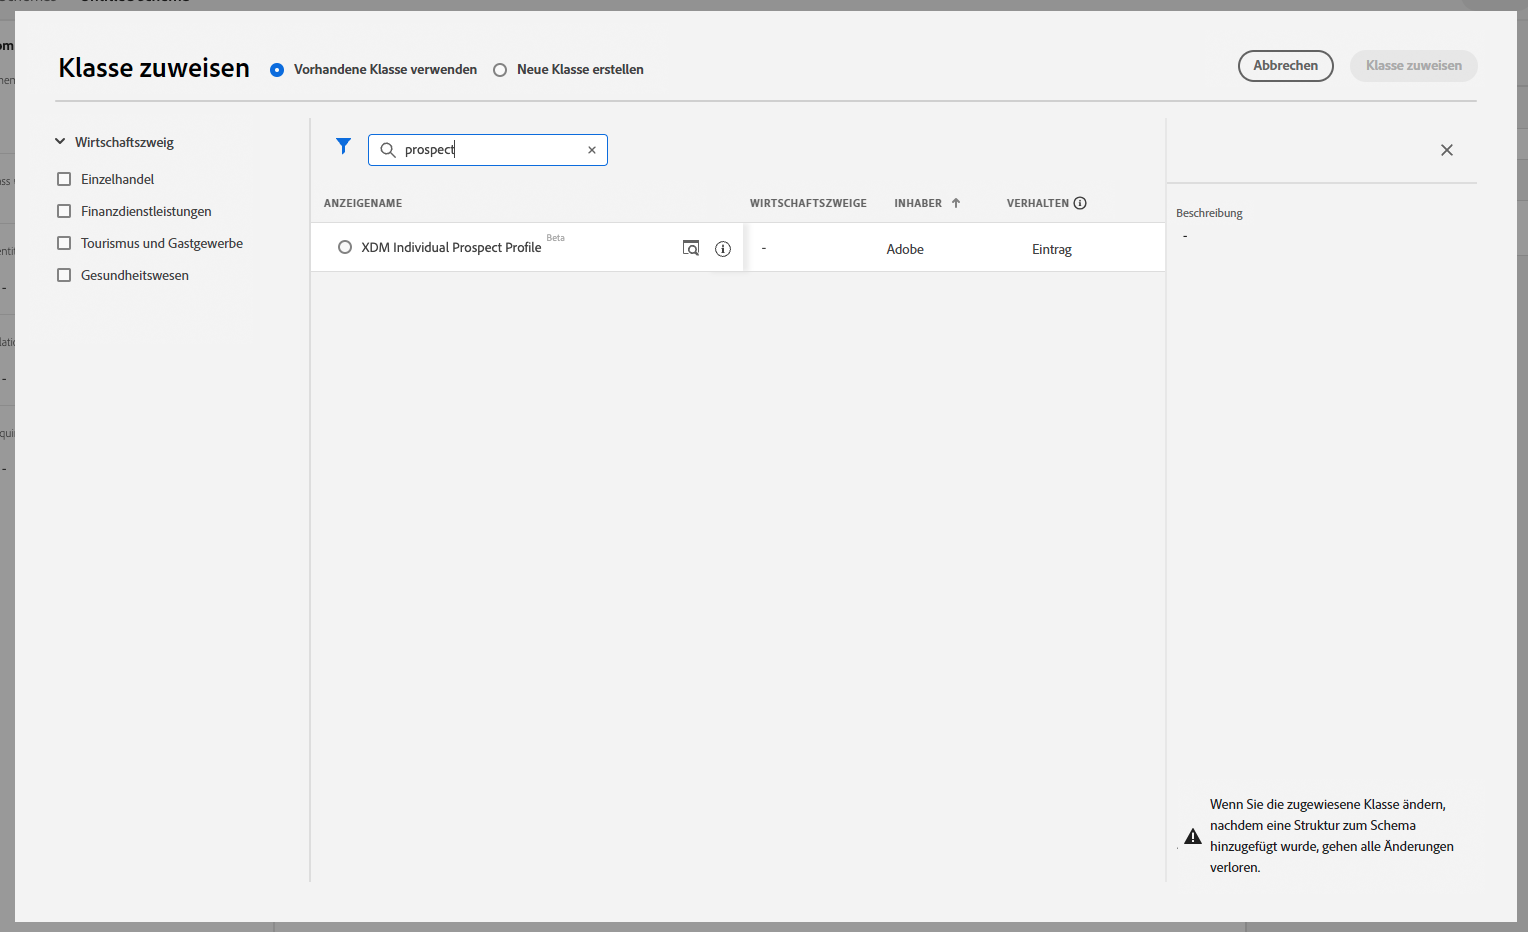 Klasse zuweisen
Vorhandene Klasse verwenden
Neue Klasse erstellen
Abbrechen
Klasse zuweisen
Wirtschaftszweig
Einzelhandel
Finanzdienstleistungen
Tourismus und Gastgewerbe
Gesundheitswesen
prospect
ANZEIGENAME
WIRTSCHAFTSZWEIGE
INHABER
VERHALTEN
XDM Individual Prospect Profile Beta
-
Adobe
Eintrag
Beschreibung
-
Wenn Sie die zugewiesene Klasse ändern,
nachdem eine Struktur zum Schema
hinzugefügt wurde, gehen alle Änderungen
verloren.